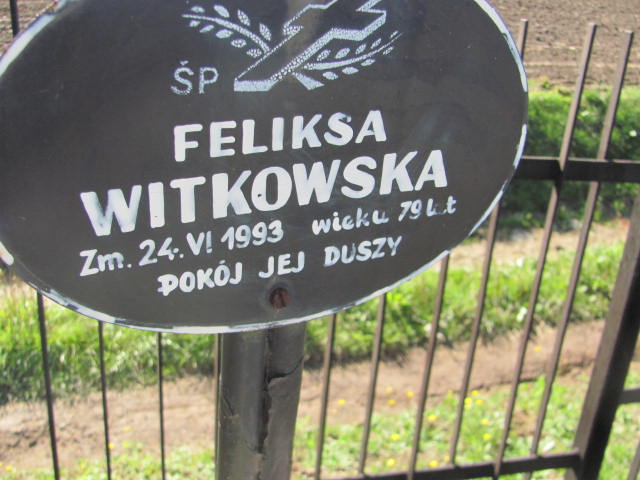 ŚP
FELIKSA
WITKOWSKA
Zm. 24. VI 1993 wieku 79 lat
POKÓJ JEJ DUSZY